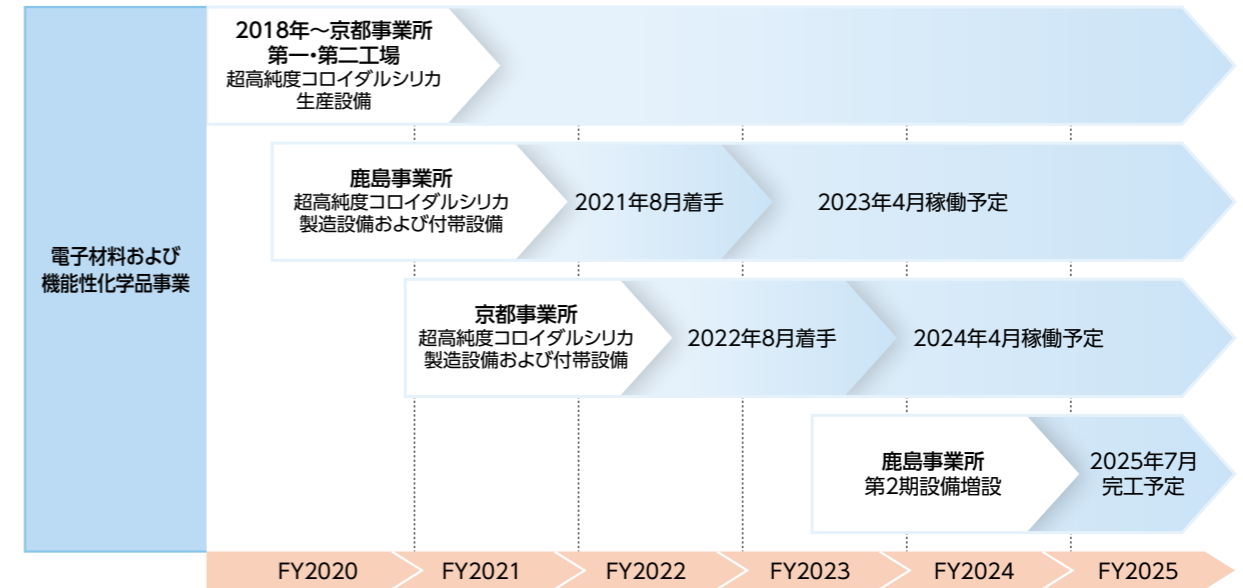 電子材料および
機能性化学品事業
2018年～京都事業所
第一・第二工場
超高純度コロイダルシリカ
生産設備
鹿島事業所
超高純度コロイダルシリカ
製造設備および付帯設備
2021年8月着手
2023年4月稼働予定
京都事業所
超高純度コロイダルシリカ
製造設備および付帯設備
2022年8月着手
2024年4月稼働予定
鹿島事業所
第2期設備増設
2025年7月
完工予定
FY2020
FY2021
FY2022
FY2023
FY2024
FY2025